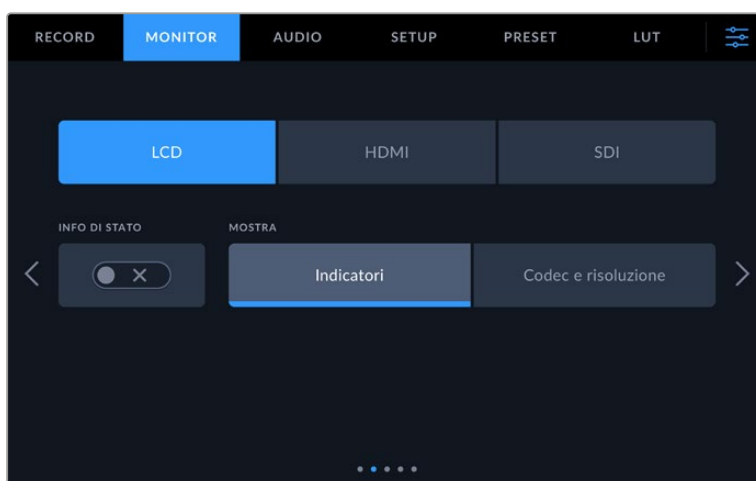 RECORD MONITOR AUDIO SETUP PRESET LUT
LCD HDMI SDI
INFO DI STATO MOSTRA
Indicatori Codec e risoluzione